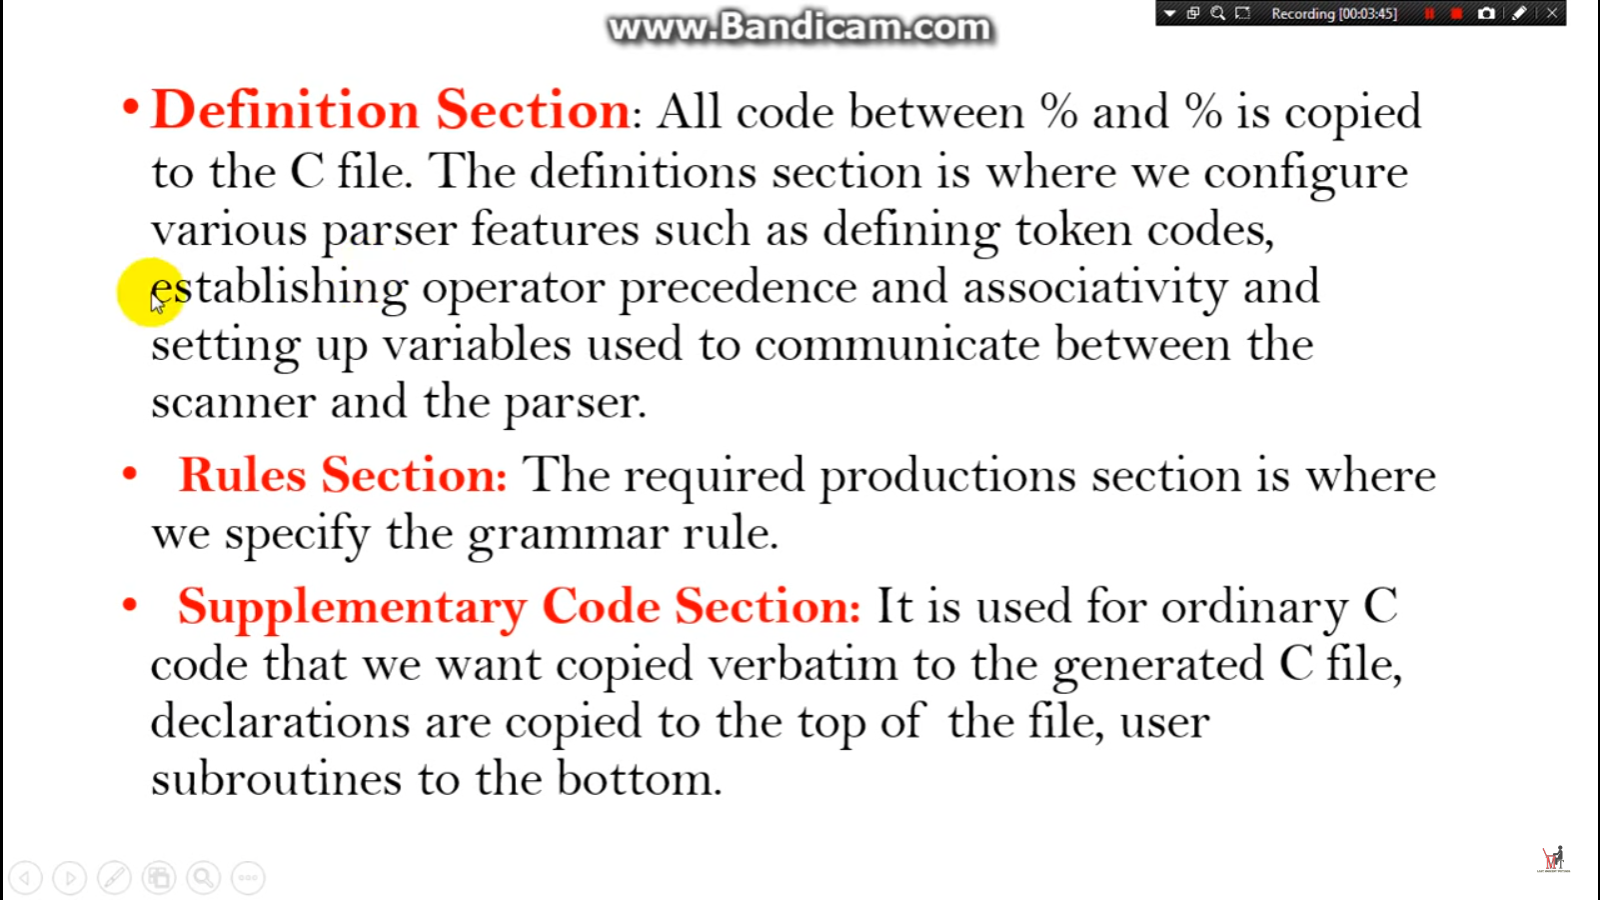 www.Bandicam.com
Recording [00:03:45]
• Definition Section: All code between % and % is copied
to the C file. The definitions section is where we configure
various parser features such as defining token codes,
establishing operator precedence and associativity and
setting up variables used to communicate between the
scanner and the parser.
• Rules Section: The required productions section is where
we specify the grammar rule.
• Supplementary Code Section: It is used for ordinary C
code that we want copied verbatim to the generated C file,
declarations are copied to the top of the file, user
subroutines to the bottom.